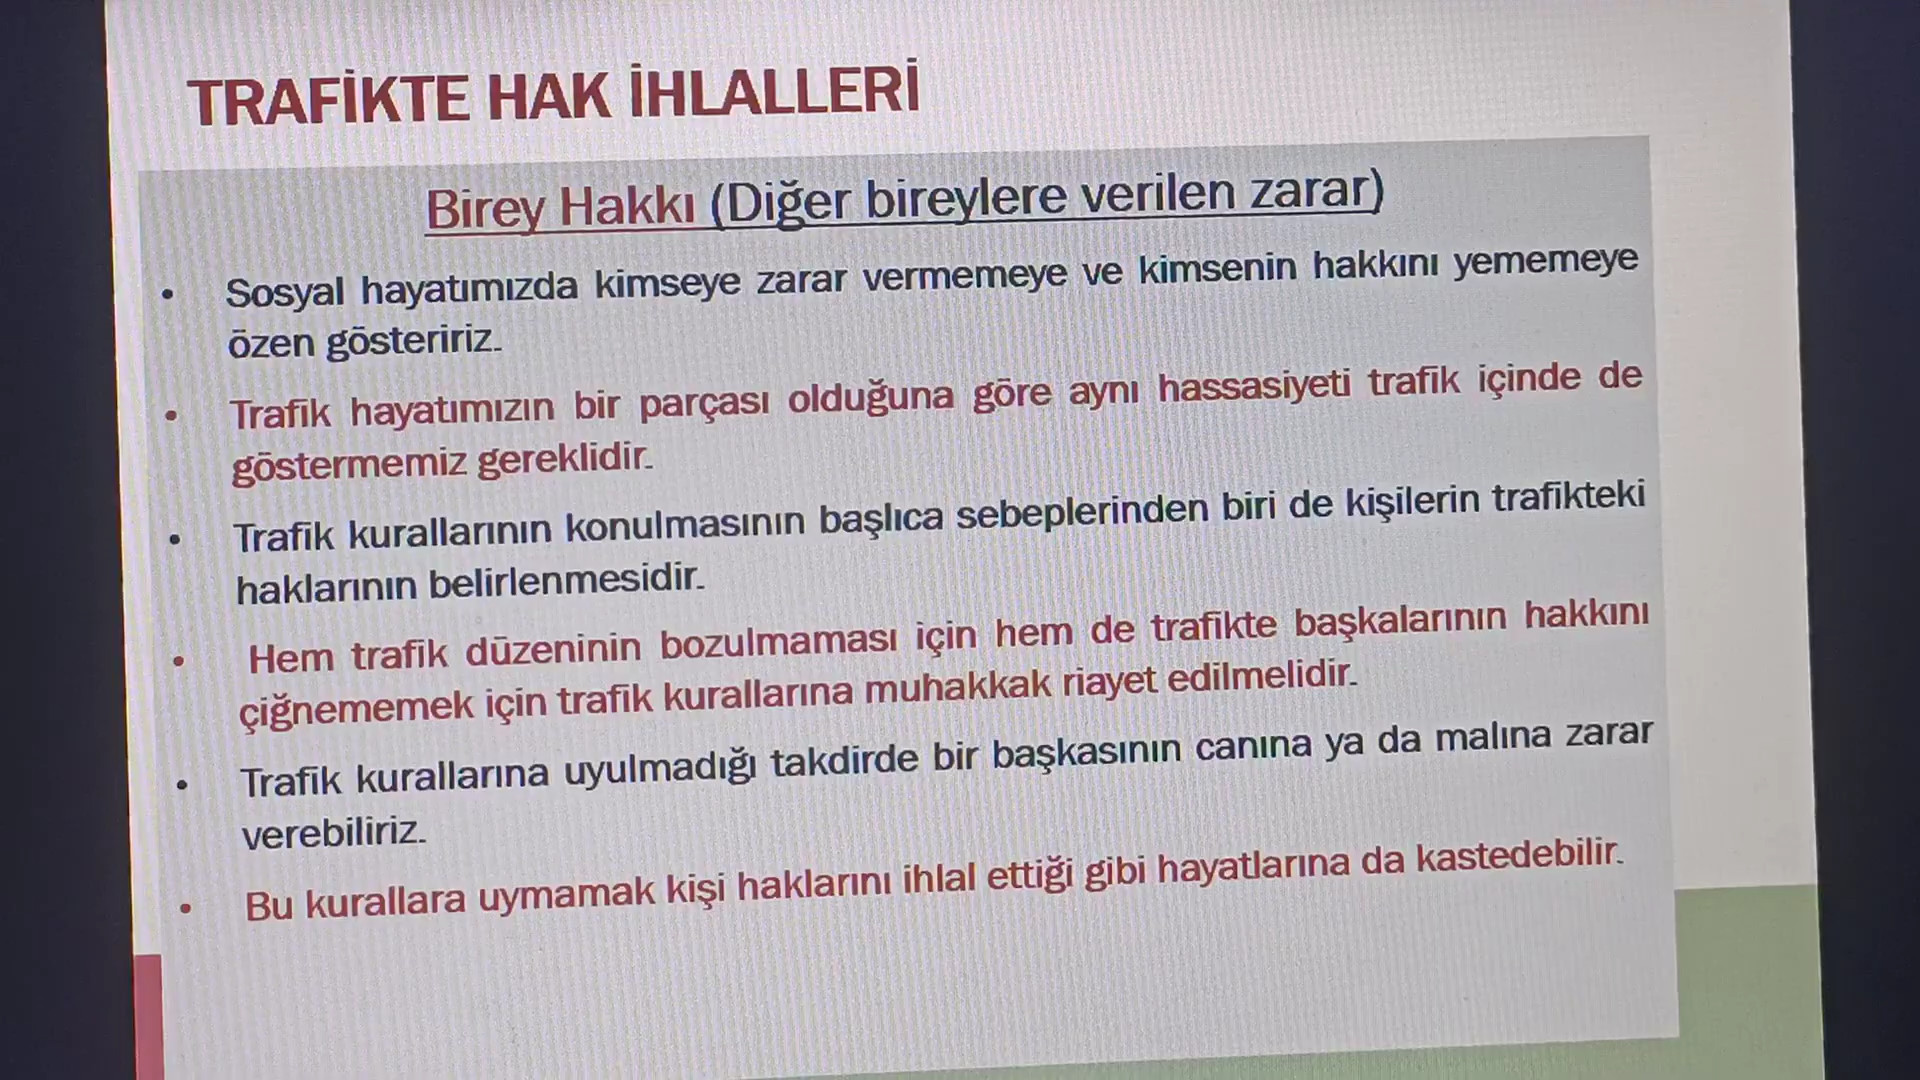 TRAFİKTE HAK İHLALLERİ
Birey Hakkı (Diğer bireylere verilen zarar)
• Sosyal hayatımızda kimseye zarar vermemeye ve kimsenin hakkını yememeye
özen gösteririz.
• Trafik hayatımızın bir parçası olduğuna göre aynı hassasiyeti trafik içinde de
göstermemiz gereklidir.
• Trafik kurallarının konulmasının başlıca sebeplerinden biri de kişilerin trafikteki
haklarının belirlenmesidir.
• Hem trafik düzeninin bozulmaması için hem de trafikte başkalarının hakkını
çiğnememek için trafik kurallarına muhakkak riayet edilmelidir.
• Trafik kurallarına uyulmadığı takdirde bir başkasının canına ya da malına zarar
verebiliriz.
• Bu kurallara uymamak kişi haklarını ihlal ettiği gibi hayatlarına da kastedebilir.